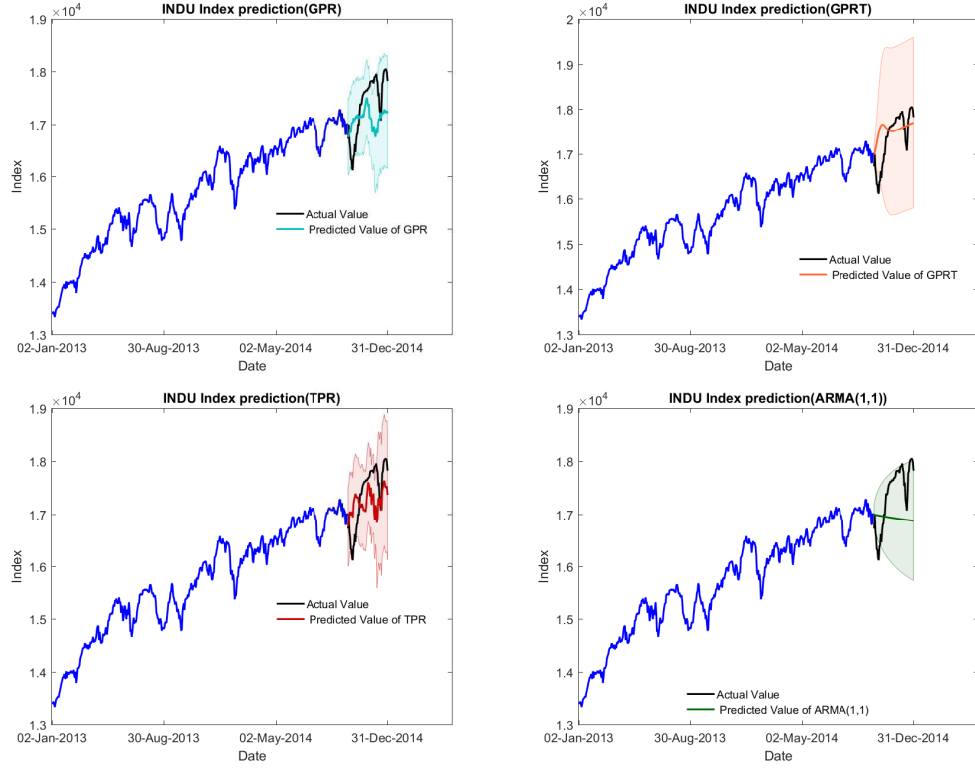 INDU Index prediction(GPR)
×10⁴
1.9
1.8
1.7
1.6
1.5
1.4
1.3
Index
Actual Value
Predicted Value of GPR
02-Jan-2013
30-Aug-2013
02-May-2014
31-Dec-2014
Date
INDU Index prediction(GPRT)
×10⁴
2
1.9
1.8
1.7
1.6
1.5
1.4
1.3
Index
Actual Value
Predicted Value of GPRT
02-Jan-2013
30-Aug-2013
02-May-2014
31-Dec-2014
Date
INDU Index prediction(TPR)
×10⁴
1.9
1.8
1.7
1.6
1.5
1.4
1.3
Index
Actual Value
Predicted Value of TPR
02-Jan-2013
30-Aug-2013
02-May-2014
31-Dec-2014
Date
INDU Index prediction(ARMA(1,1))
×10⁴
1.9
1.8
1.7
1.6
1.5
1.4
1.3
Index
Actual Value
Predicted Value of ARMA(1,1)
02-Jan-2013
30-Aug-2013
02-May-2014
31-Dec-2014
Date